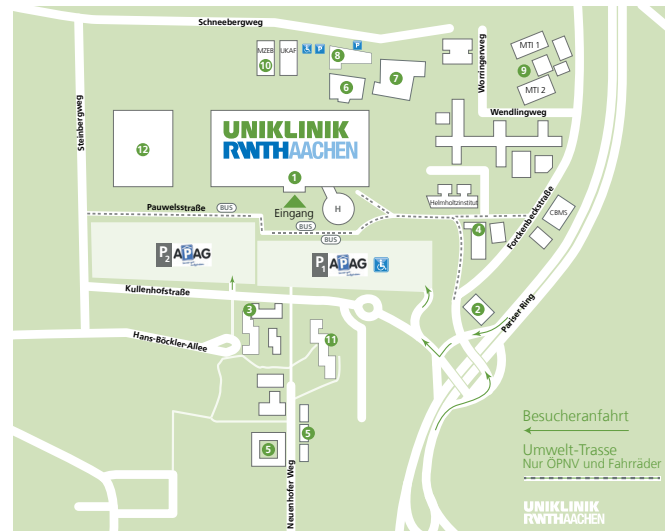 Schneebergweg
MZEB
UKAF
10
P
P
8
6
7
MTI 1
9
MTI 2
Worringerweg
Wendlingweg
Steinbergweg
12
UNIKLINIK
RWTHAACHEN
1
Eingang
H
Helmholtzinstitut
Pauwelsstraße
BUS
BUS
4
CBMS
Forckenbeckstraße
P2 APAG
P1 APAG
Kullenhofstraße
Pariser Ring
2
3
11
Hans-Böckler-Allee
5
5
Neuenhofer Weg
Besucheranfahrt
Umwelt-Trasse
Nur ÖPNV und Fahrräder
UNIKLINIK
RWTHAACHEN